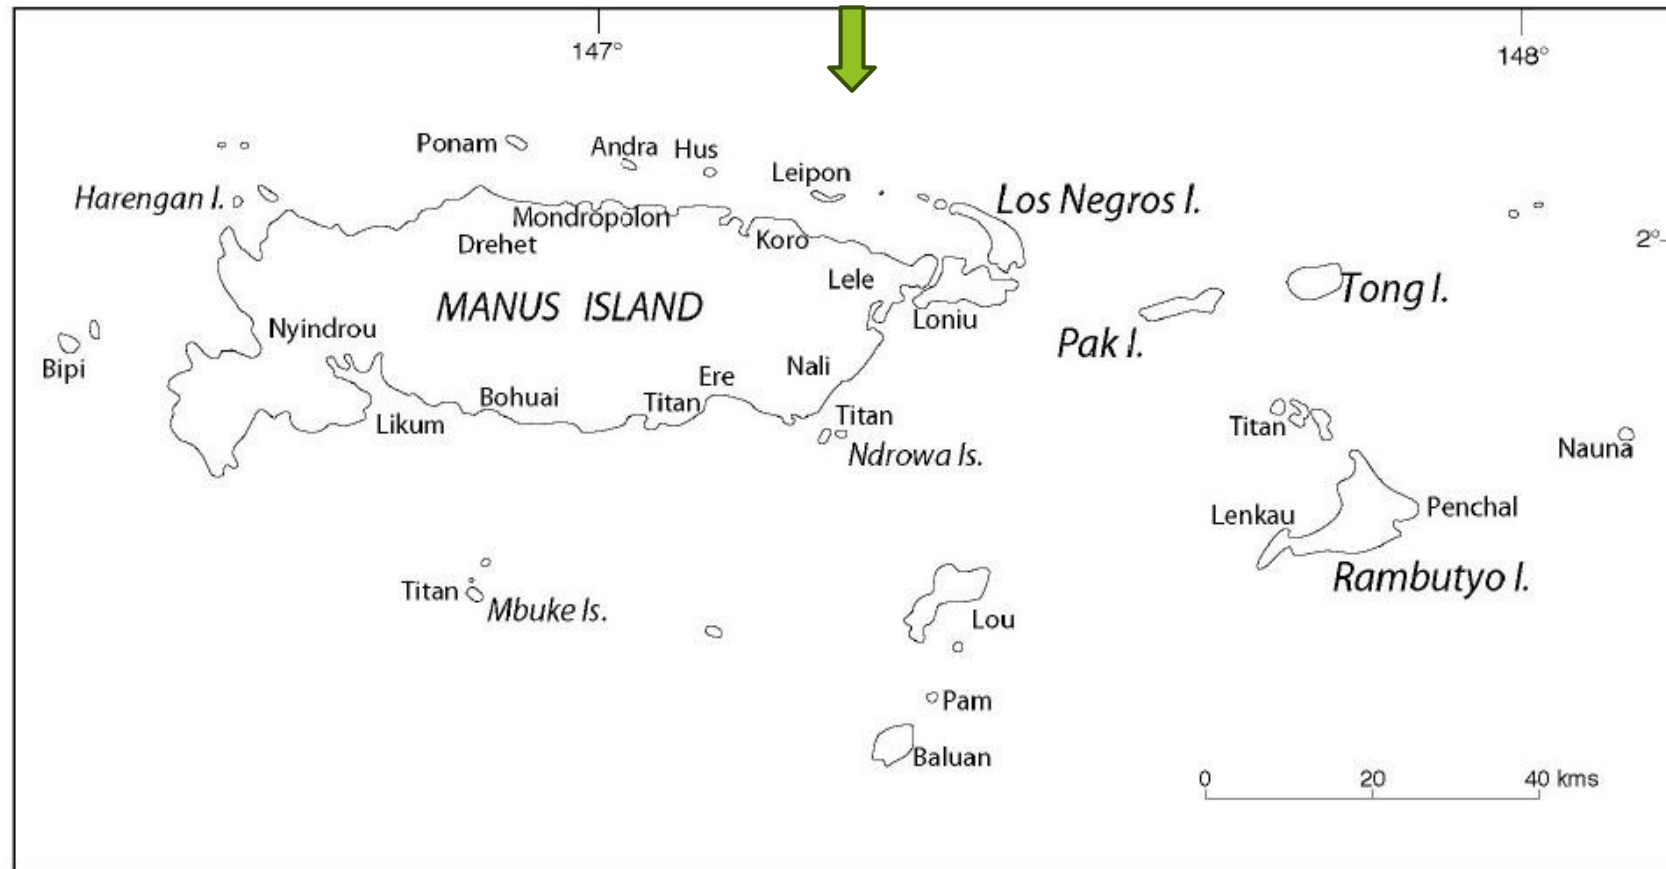 147°
148°
Ponam
Andra
Hus
Leipon
Harengan I.
Los Negros I.
Mondropolon
Drehet
Koro
2°
Lele
Tong I.
MANUS ISLAND
Loniu
Nyindrou
Pak I.
Bipi
Nali
Ere
Bohuai
Titan
Titan
Likum
Titan
Ndrowa Is.
Nauna
Lenkau
Penchal
Rambutyo I.
Titan
Mbuke Is.
Lou
Pam
Baluan
0 20 40 kms